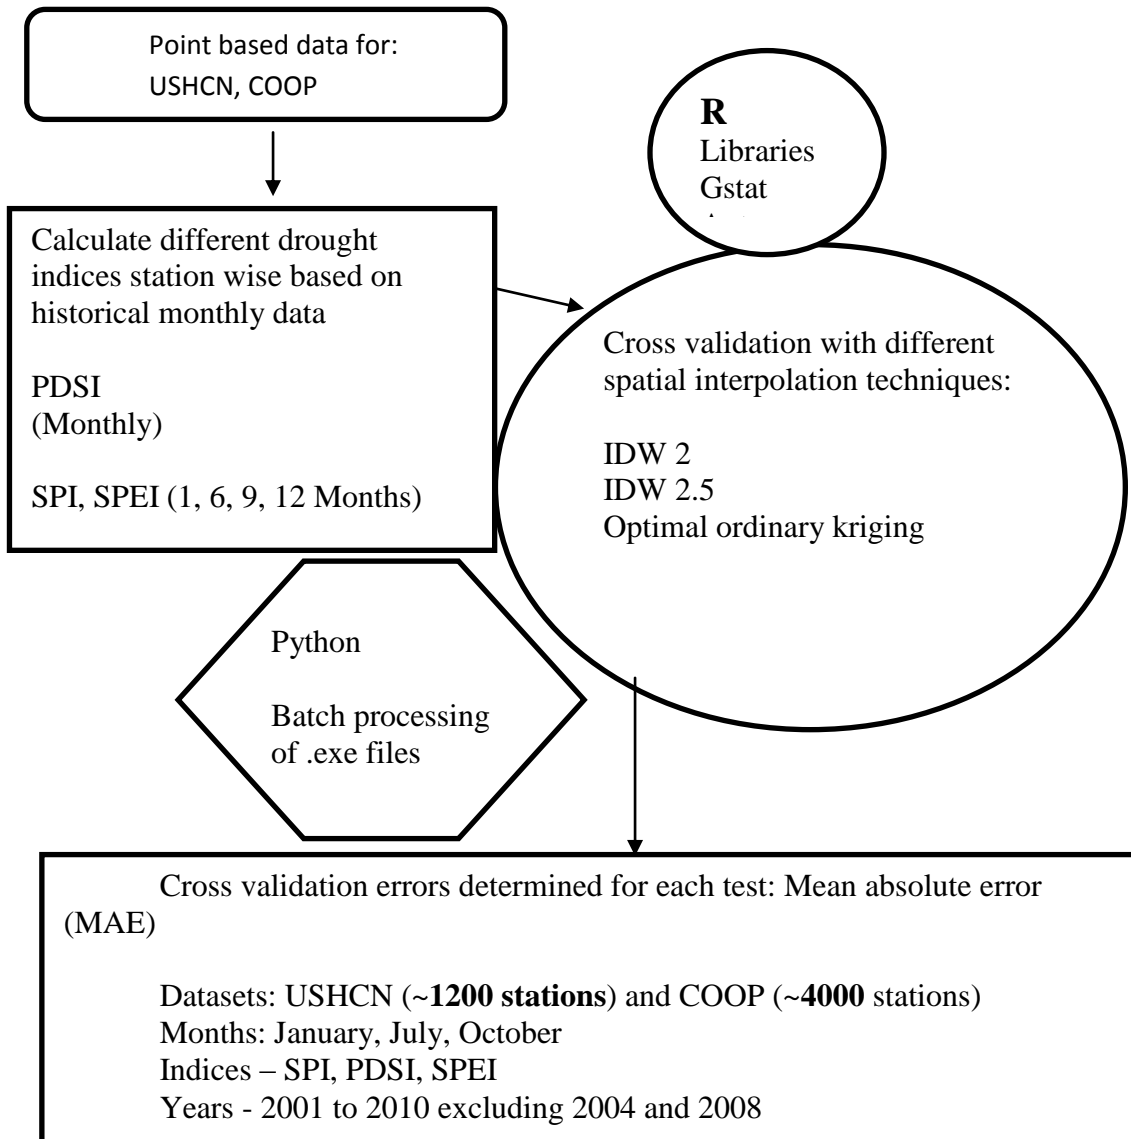 Point based data for:
USHCN, COOP
R
Libraries
Gstat
Calculate different drought
indices station wise based on
historical monthly data
PDSI
(Monthly)
SPI, SPEI (1, 6, 9, 12 Months)
Cross validation with different
spatial interpolation techniques:
IDW 2
IDW 2.5
Optimal ordinary kriging
Python
Batch processing
of .exe files
Cross validation errors determined for each test: Mean absolute error
(MAE)
Datasets: USHCN (~1200 stations) and COOP (~4000 stations)
Months: January, July, October
Indices – SPI, PDSI, SPEI
Years - 2001 to 2010 excluding 2004 and 2008